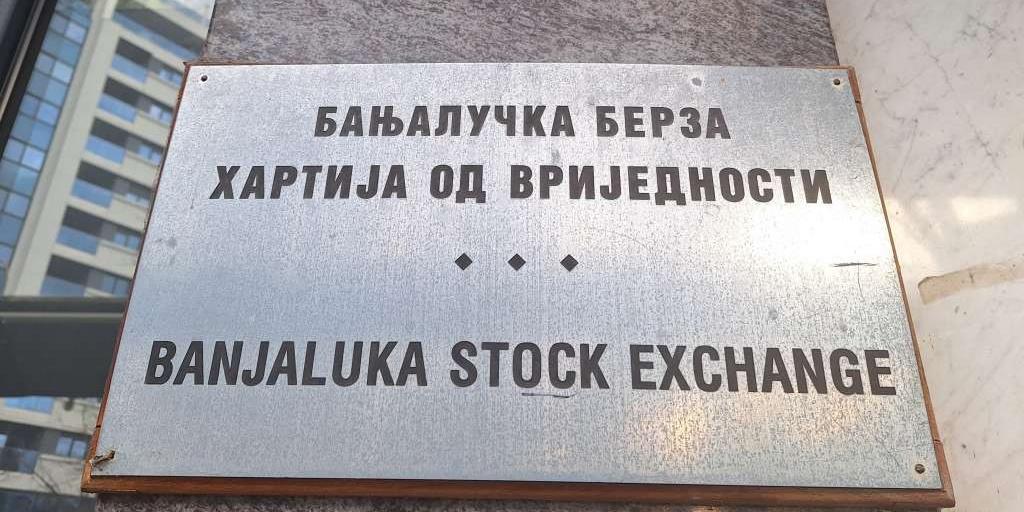 БАЊАЛУЧКА БЕРЗА
ХАРТИЈА ОД ВРИЈЕДНОСТИ
BANJALUKA STOCK EXCHANGE